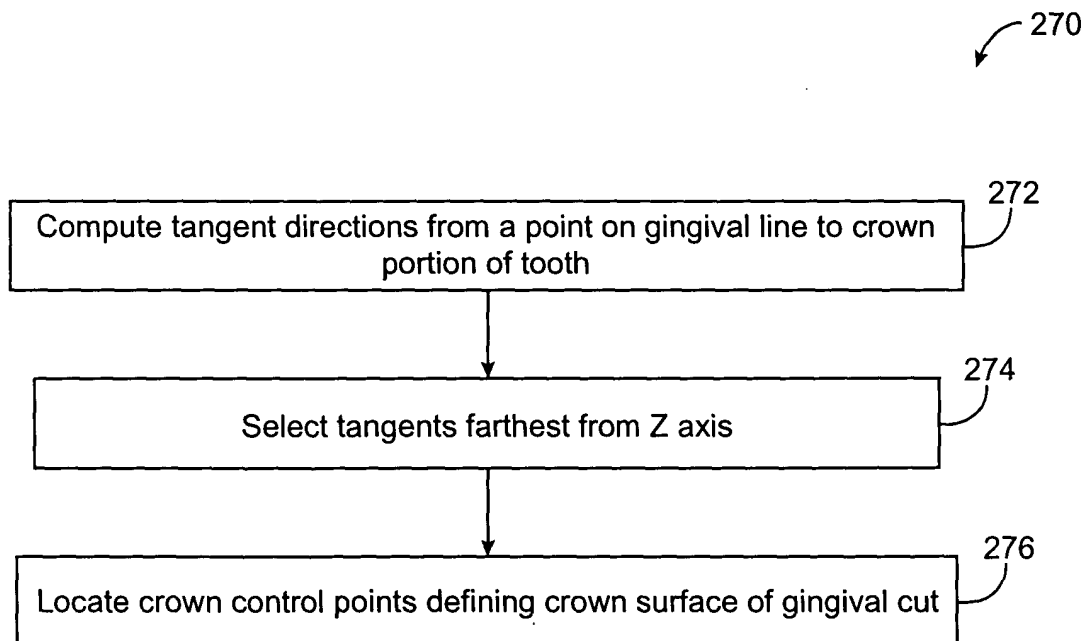 270
272
Compute tangent directions from a point on gingival line to crown
portion of tooth
274
Select tangents farthest from Z axis
276
Locate crown control points defining crown surface of gingival cut